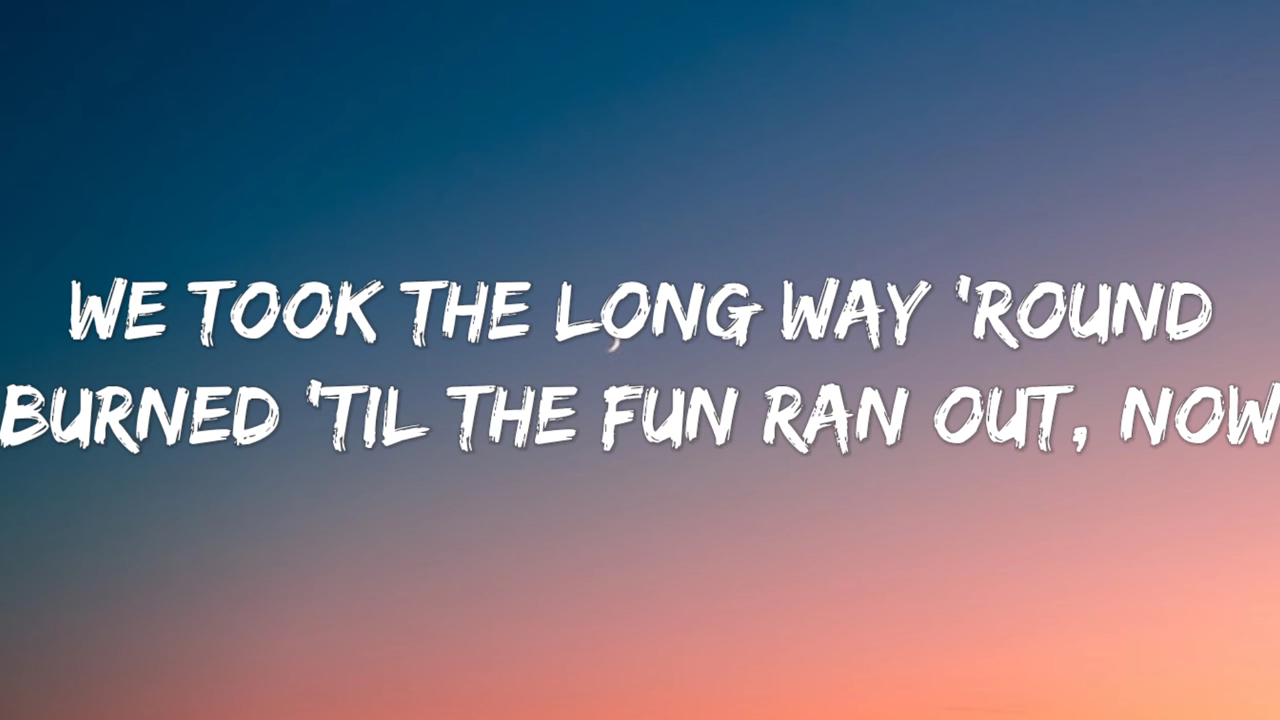 WE TOOK THE LONG WAY 'ROUND
BURNED 'TIL THE FUN RAN OUT, NOW